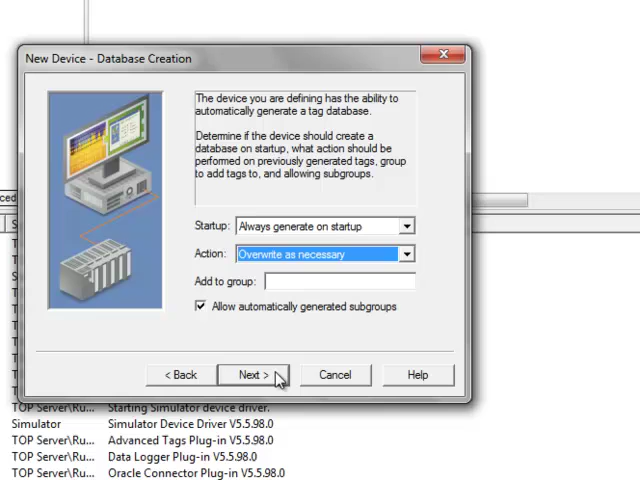 New Device - Database Creation
The device you are defining has the ability to
automatically generate a tag database.
Determine if the device should create a
database on startup, what action should be
performed on previously generated tags, group
to add tags to, and allowing subgroups.
ced
Startup: Always generate on startup
Action: Overwrite as necessary
Add to group:
Allow automatically generated subgroups
< Back Next > Cancel Help
TOP Server\Ru... Starting Simulator device driver.
Simulator Simulator Device Driver V5.5.98.0
TOP Server\Ru... Advanced Tags Plug-in V5.5.98.0
TOP Server\Ru... Data Logger Plug-in V5.5.98.0
TOP Server\Ru... Oracle Connector Plug-in V5.5.98.0